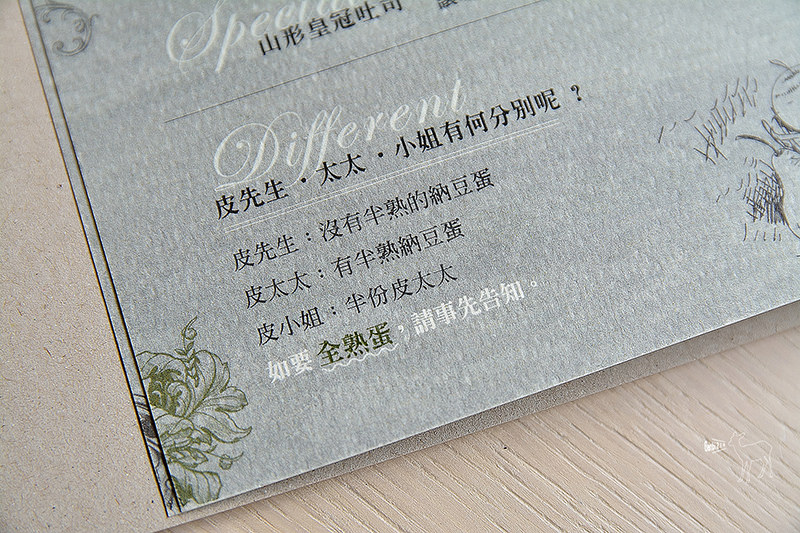 Special
山形皇冠吐司
Different
皮先生·太太·小姐有何分別呢？
皮先生：沒有半熟的納豆蛋
皮太太：有半熟納豆蛋
皮小姐：半份皮太太
如要 全熟蛋，請事先告知。